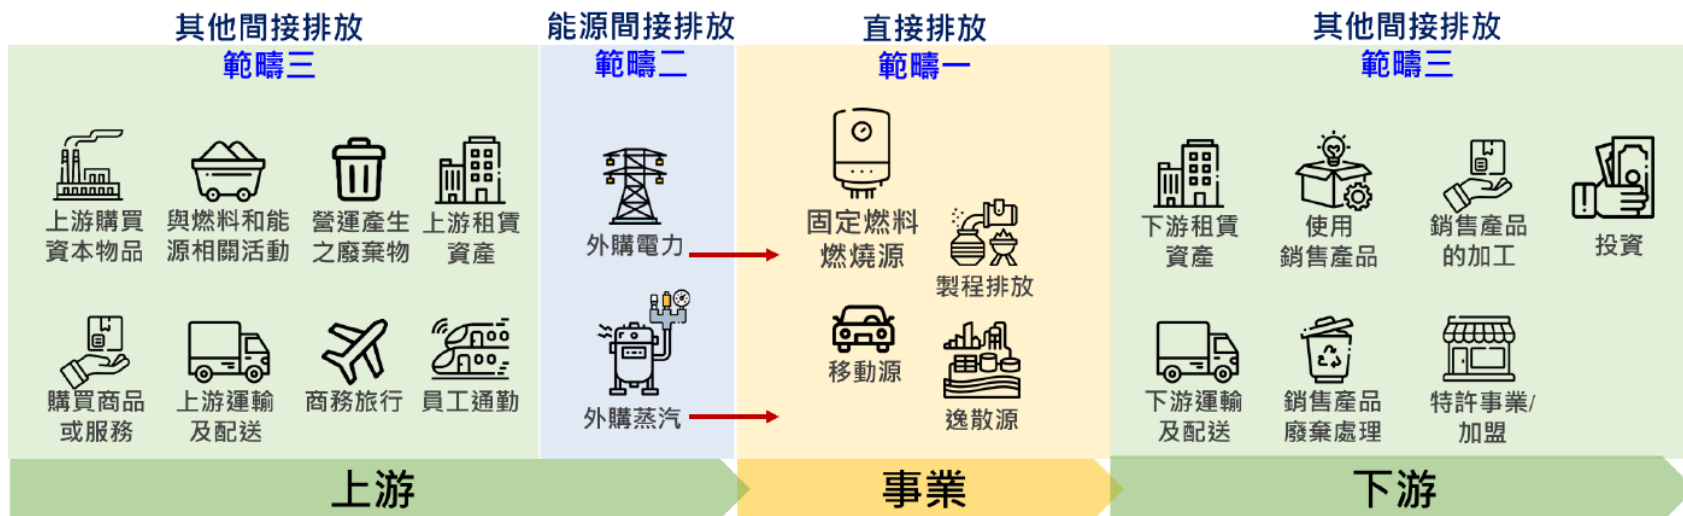 其他間接排放
範疇三
上游購買
資本物品
與燃料和能
源相關活動
營運產生
之廢棄物
上游租賃
資產
購買商品
或服務
上游運輸
及配送
商務旅行
員工通勤
能源間接排放
範疇二
外購電力
外購蒸汽
直接排放
範疇一
固定燃料
燃燒源
製程排放
移動源
逸散源
其他間接排放
範疇三
下游租賃
資產
使用
銷售產品
銷售產品
的加工
投資
下游運輸
及配送
銷售產品
廢棄處理
特許事業/
加盟
上游
事業
下游